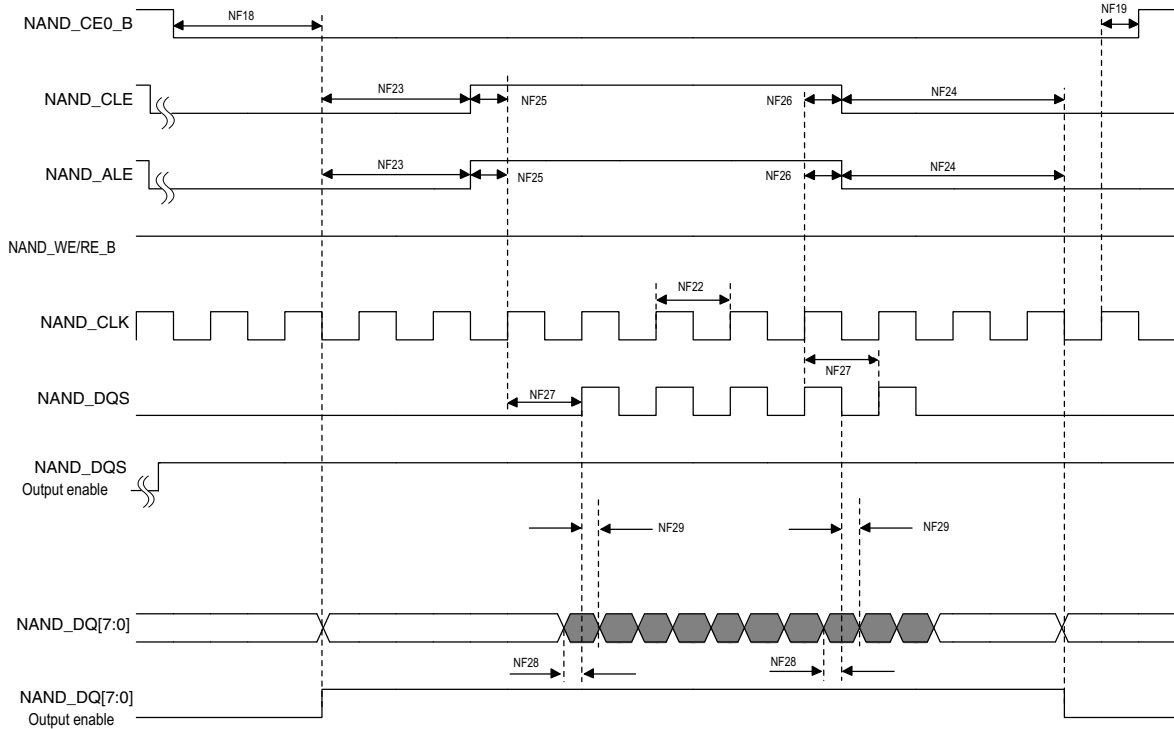 NAND_CE0_B
NF18
NF19
NAND_CLE
NF23
NF25
NF26
NF24
NAND_ALE
NF23
NF25
NF26
NF24
NAND_WE/RE_B
NAND_CLK
NF22
NAND_DQS
NF27
NF27
NAND_DQS
Output enable
NF29
NF29
NAND_DQ[7:0]
NF28
NF28
NAND_DQ[7:0]
Output enable